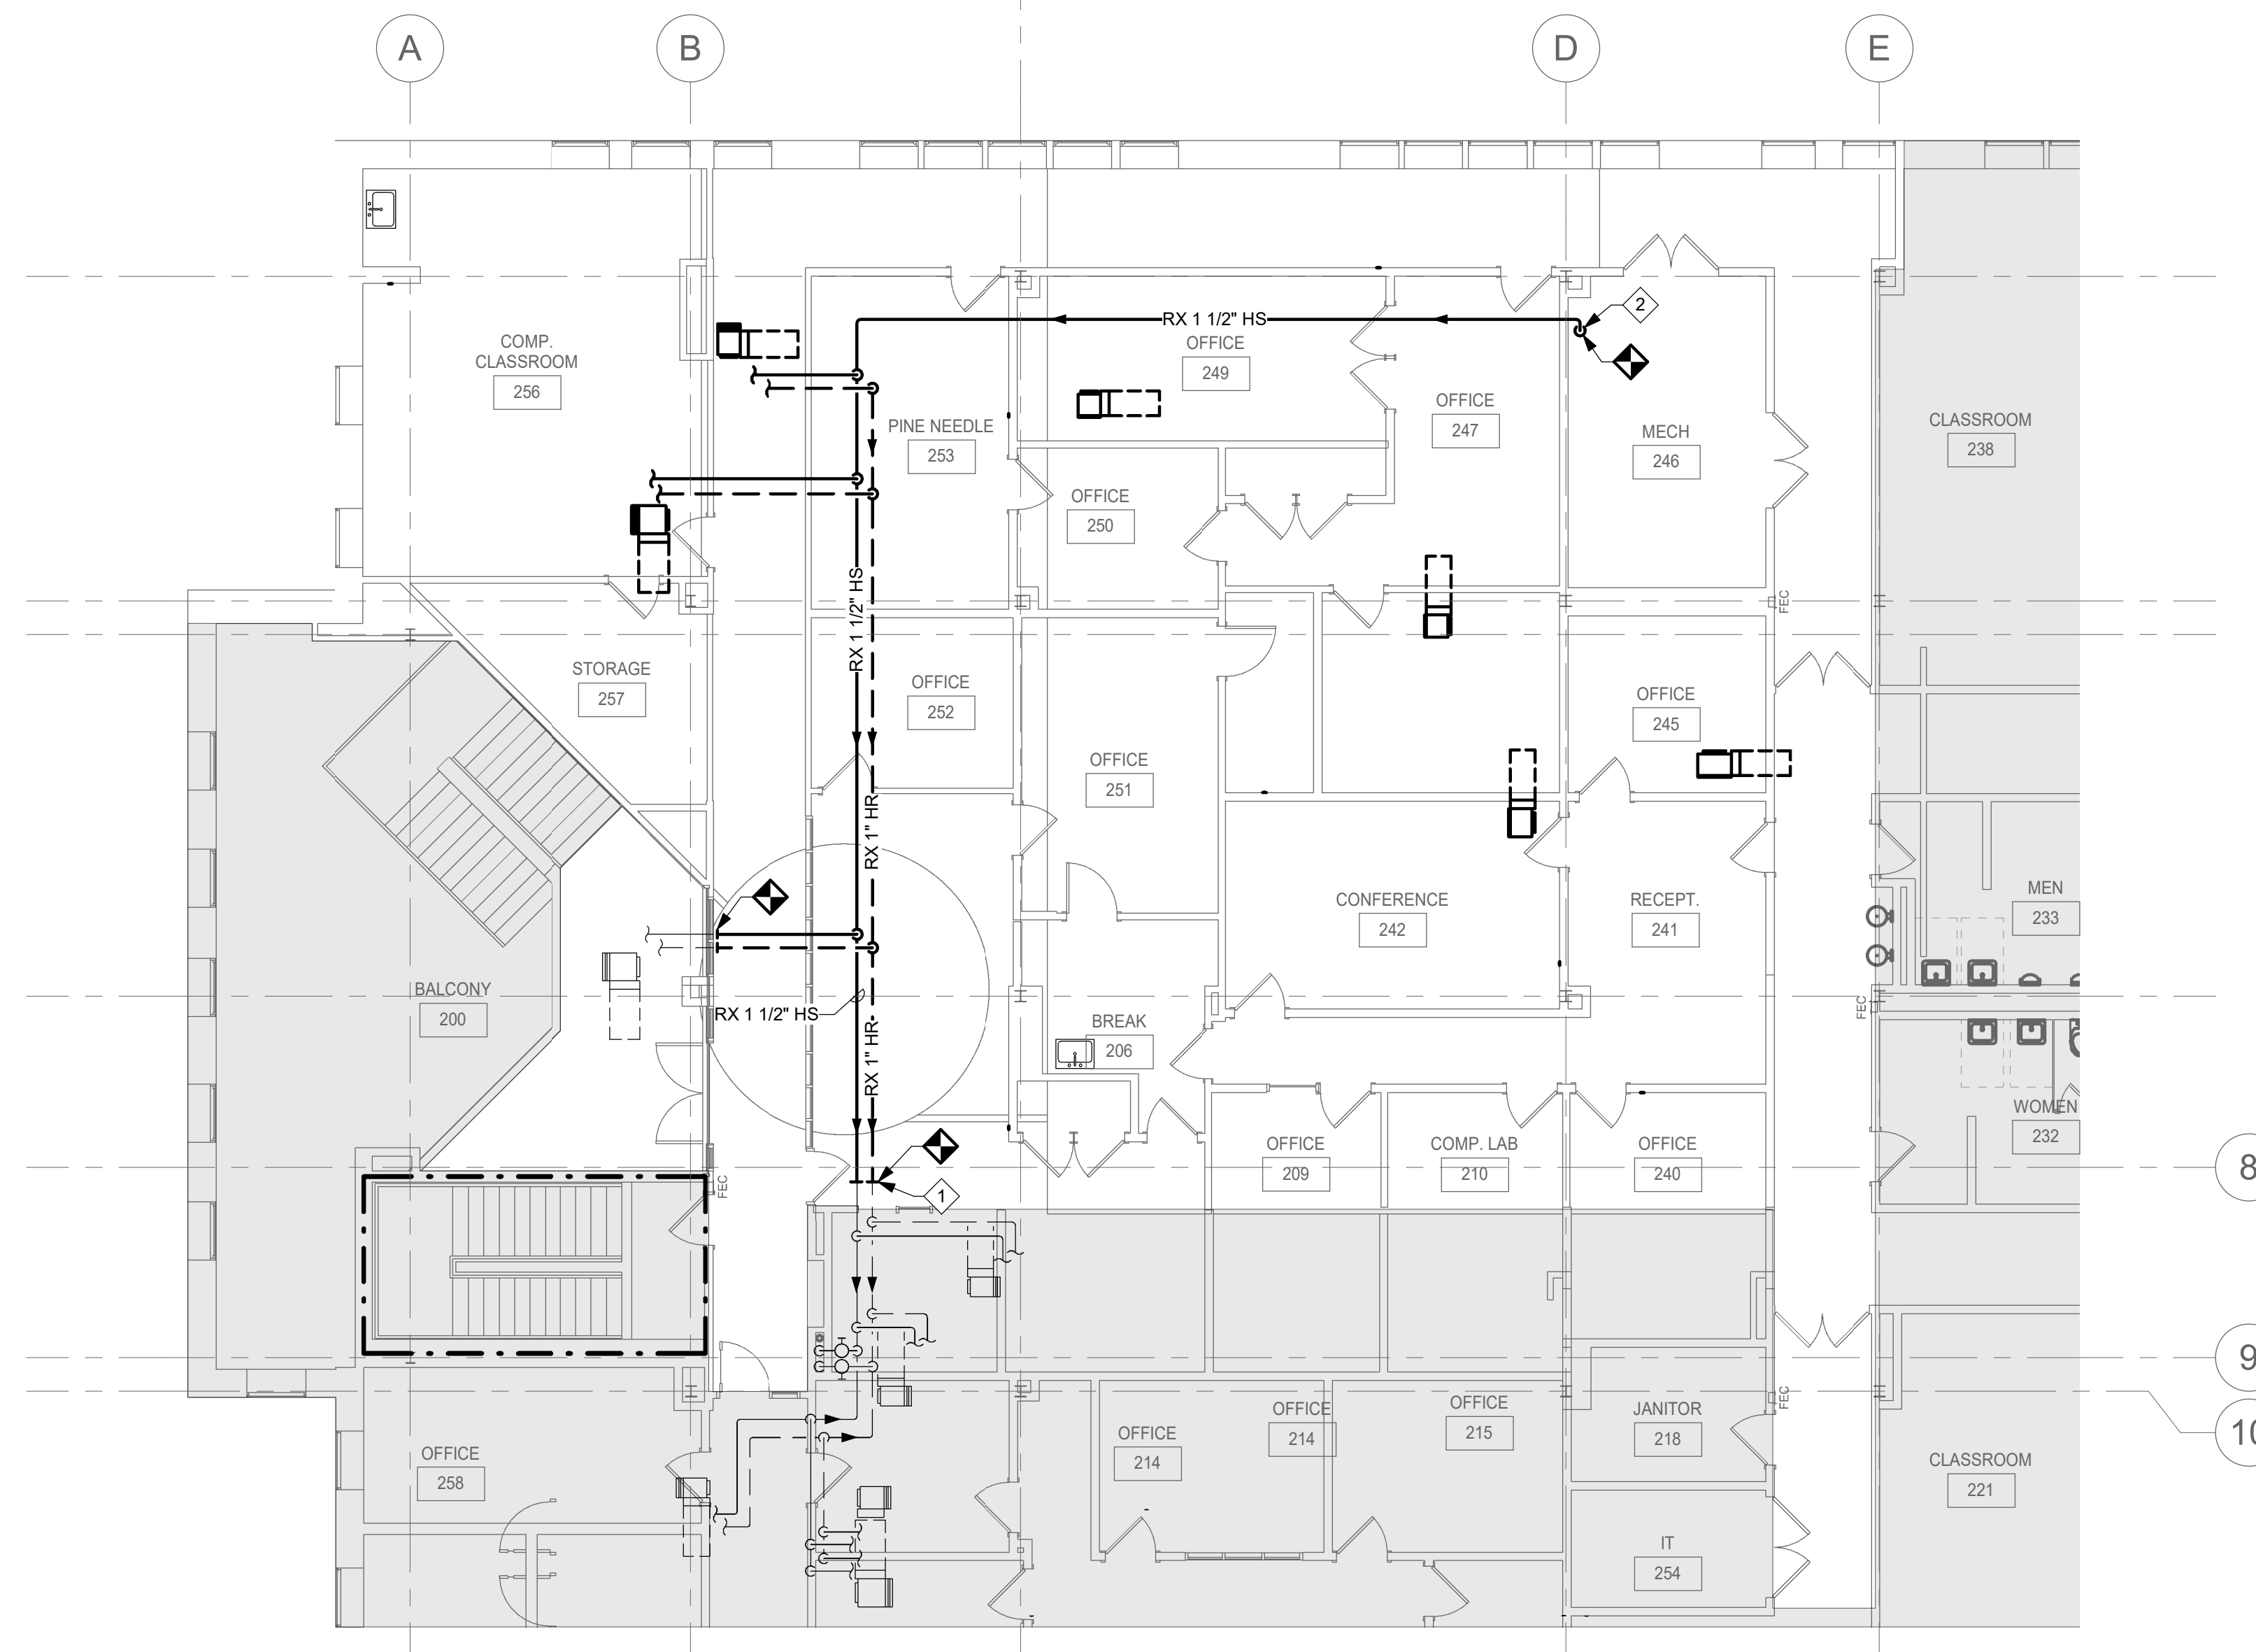 A
B
D
E
RX 1 1/2" HS
2
COMP.
CLASSROOM
256
OFFICE
249
PINE NEEDLE
253
OFFICE
247
MECH
246
CLASSROOM
238
OFFICE
250
FEC
RX 1 1/2" HS
STORAGE
257
OFFICE
252
OFFICE
245
OFFICE
251
RX 1" HR
CONFERENCE
242
RECEPT.
241
MEN
233
BALCONY
200
RX 1 1/2" HS
RX 1" HR
BREAK
206
FEC
WOMEN
232
OFFICE
209
COMP. LAB
210
OFFICE
240
8
FEC
1
9
OFFICE
258
OFFICE
214
OFFICE
214
OFFICE
215
JANITOR
218
FEC
10
CLASSROOM
221
IT
254